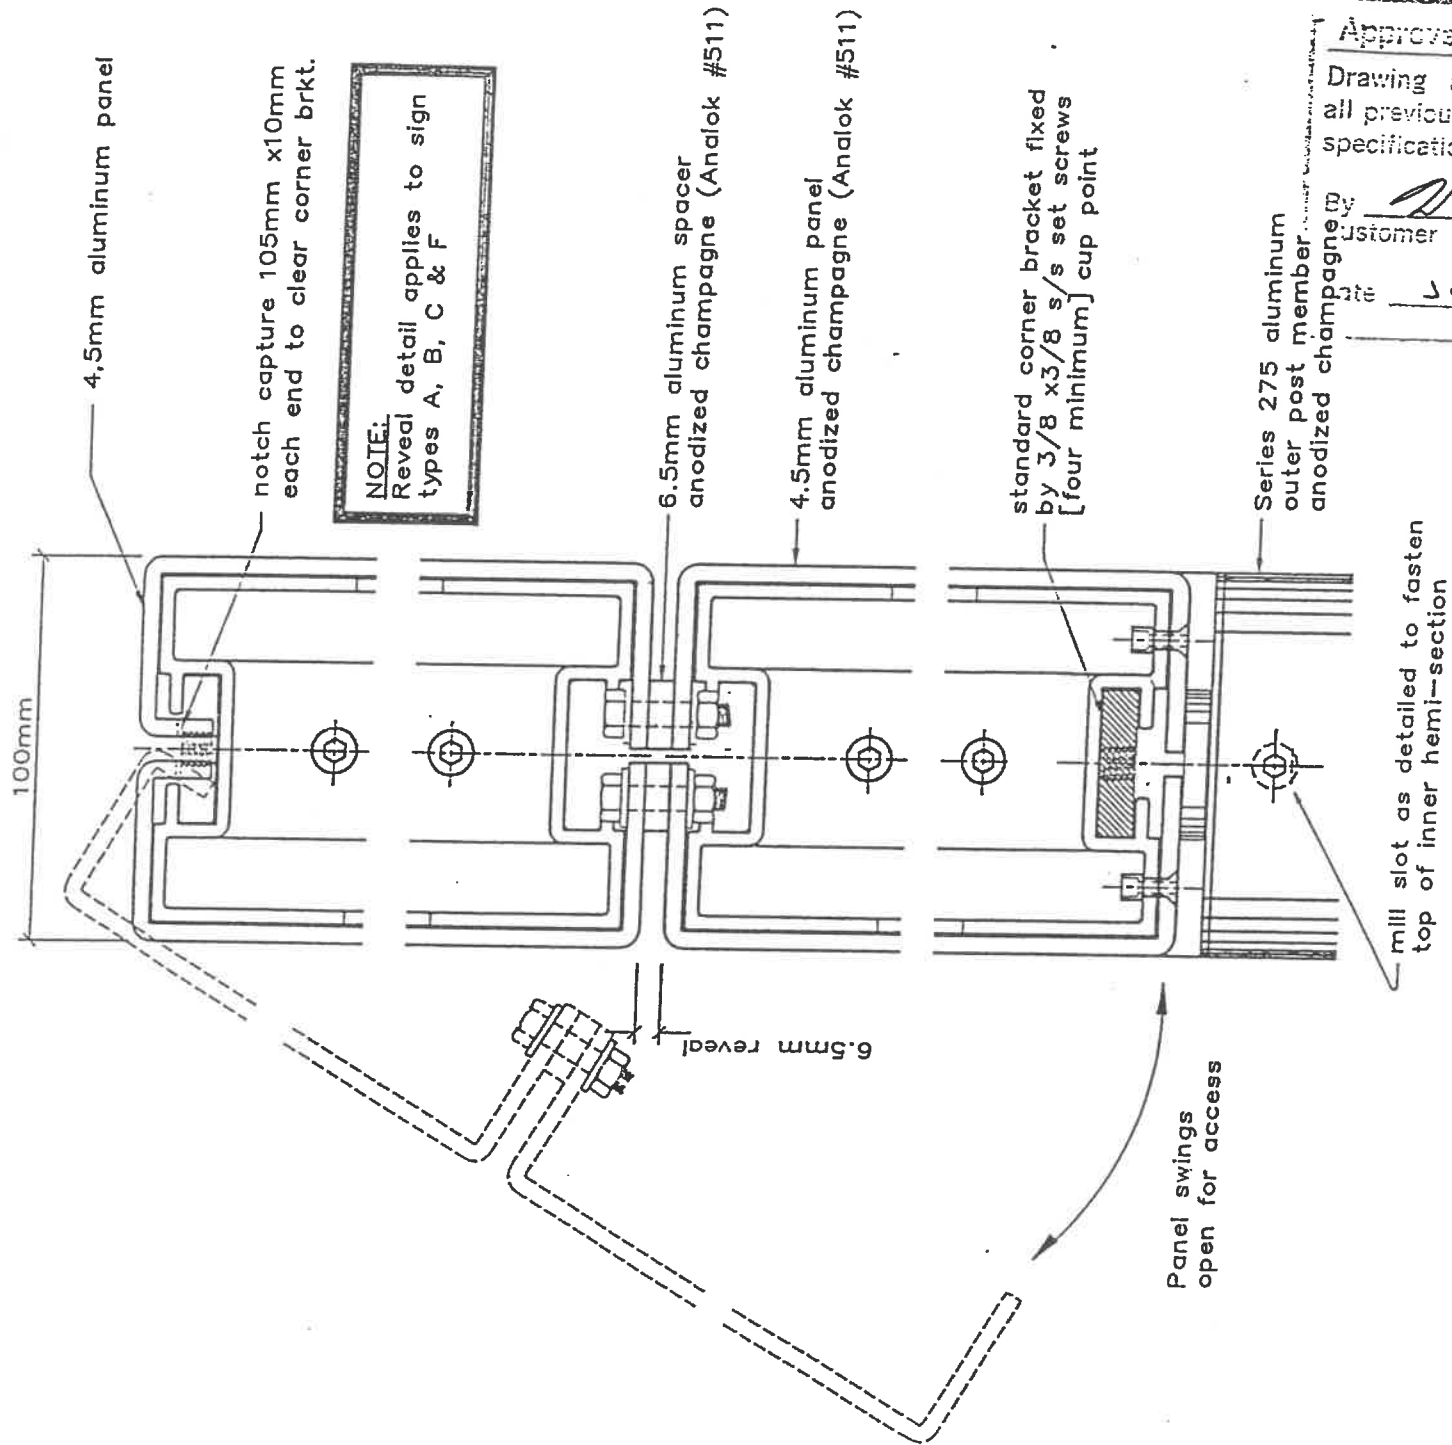 100mm
4,5mm aluminum panel
notch capture 105mm x10mm
each end to clear corner brkt.
NOTE:
Reveal detail applies to sign
types A, B, C & F
6.5mm aluminum spacer
anodized champagne (Analok #511)
4.5mm aluminum panel
anodized champagne (Analok #511)
standard corner bracket fixed
by 3/8 x3/8 s/s set screws
[four minimum] cup point
Series 275 aluminum
outer post member
anodized champagne
mill slot as detailed to fasten
top of inner hemi-section
6.5mm reveal
Panel swings
open for access
Drawing
all previou
specificatio
By
ustomer
ate